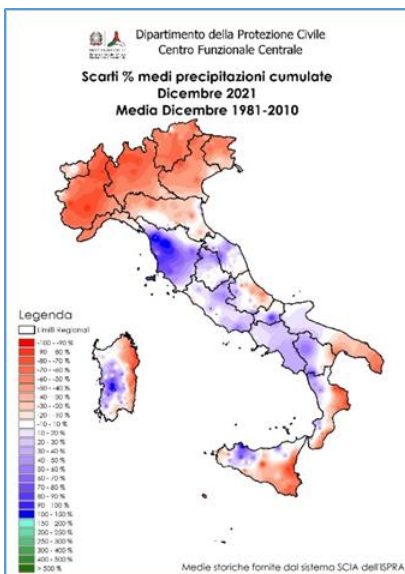 Dipartimento della Protezione Civile
Centro Funzionale Centrale
Scarti % medi precipitazioni cumulate
Dicembre 2021
Media Dicembre 1981-2010
Legenda
Limiti Regionali
-100 - -90 %
-90 - -80 %
-80 - -70 %
-70 - -60 %
-60 - -50 %
-50 - -40 %
-40 - -30 %
-30 - -20 %
-20 - -10 %
-10 - 10 %
10 - 20 %
20 - 30 %
30 - 40 %
40 - 50 %
50 - 60 %
60 - 70 %
70 - 80 %
80 - 90 %
90 - 100 %
100 - 150 %
150 - 200 %
200 - 250 %
250 - 300 %
300 - 400 %
400 - 500 %
> 500 %
Medie storiche fornite dal sistema SCIA dell'ISPRA